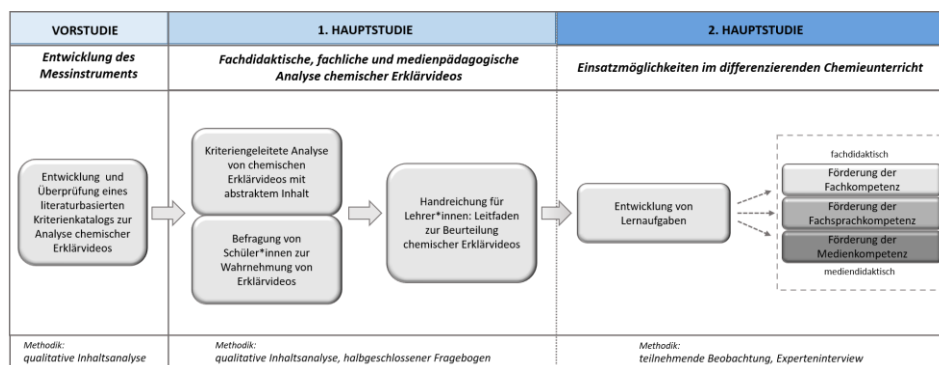 VORSTUDIE
1. HAUPTSTUDIE
2. HAUPTSTUDIE
Entwicklung des
Messinstruments
Fachdidaktische, fachliche und medienpädagogische
Analyse chemischer Erklärvideos
Einsatzmöglichkeiten im differenzierenden Chemieunterricht
Entwicklung und
Überprüfung eines
literaturbasierten
Kriterienkatalogs zur
Analyse chemischer
Erklärvideos
Kriteriengeleitete Analyse
von chemischen
Erklärvideos mit
abstraktem Inhalt
Befragung von
Schüler*innen zur
Wahrnehmung von
Erklärvideos
Handreichung für
Lehrer*innen: Leitfaden
zur Beurteilung
chemischer Erklärvideos
Entwicklung von
Lernaufgaben
fachdidaktisch
Förderung der
Fachkompetenz
Förderung der
Fachsprachkompetenz
Förderung der
Medienkompetenz
mediendidaktisch
Methodik:
qualitative Inhaltsanalyse
Methodik:
qualitative Inhaltsanalyse, halbgeschlossener Fragebogen
Methodik:
teilnehmende Beobachtung, Experteninterview